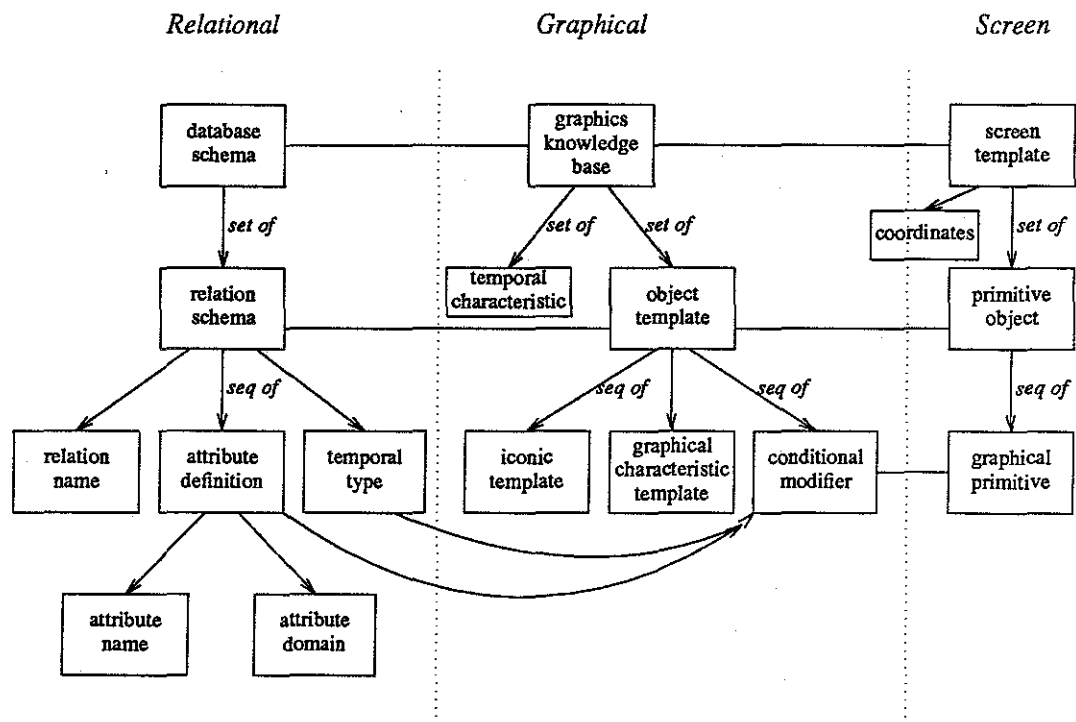 Relational
Graphical
Screen
database
schema
graphics
knowledge
base
screen
template
set of
set of
set of
coordinates
set of
relation
schema
temporal
characteristic
object
template
primitive
object
seq of
seq of
seq of
seq of
relation
name
attribute
definition
temporal
type
iconic
template
graphical
characteristic
template
conditional
modifier
graphical
primitive
attribute
name
attribute
domain